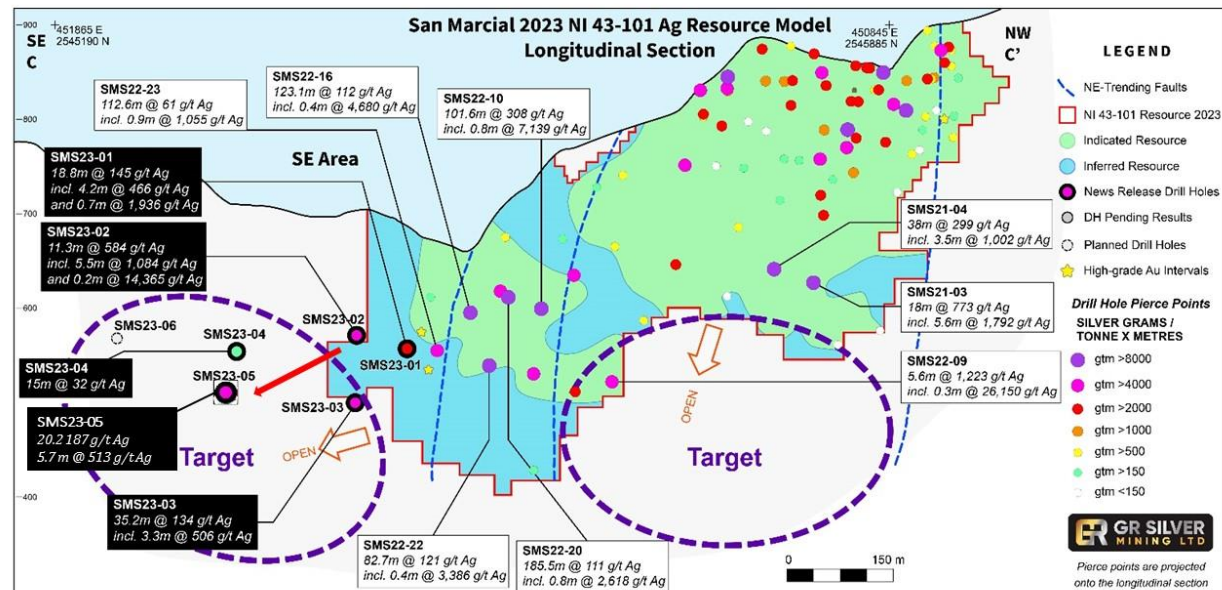 San Marcial 2023 NI 43-101 Ag Resource Model
Longitudinal Section
900
SE
C
451865 E
2545190 N
450845 E
2545885 N
NW
C’
800
700
600
500
400
SMS22-23
112.6m @ 61 g/t Ag
incl. 0.9m @ 1,055 g/t Ag
SMS22-16
123.1m @ 112 g/t Ag
incl. 0.4m @ 4,680 g/t Ag
SMS22-10
101.6m @ 308 g/t Ag
incl. 0.8m @ 7,139 g/t Ag
SE Area
SMS23-01
18.8m @ 145 g/t Ag
incl. 4.2m @ 466 g/t Ag
and 0.7m @ 1,936 g/t Ag
SMS23-02
11.3m @ 584 g/t Ag
incl. 5.5m @ 1,084 g/t Ag
and 0.2m @ 14,365 g/t Ag
SMS21-04
38m @ 299 g/t Ag
incl. 3.5m @ 1,002 g/t Ag
SMS21-03
18m @ 773 g/t Ag
incl. 5.6m @ 1,792 g/t Ag
SMS22-09
5.6m @ 1,223 g/t Ag
incl. 0.3m @ 26,150 g/t Ag
SMS23-06
SMS23-04
SMS23-02
SMS23-01
SMS23-05
SMS23-03
SMS23-04
15m @ 32 g/t Ag
SMS23-05
20.2 187 g/t Ag
5.7 m @ 513 g/t Ag
Target
OPEN
OPEN
Target
SMS23-03
35.2m @ 134 g/t Ag
incl. 3.3m @ 506 g/t Ag
SMS22-22
82.7m @ 121 g/t Ag
incl. 0.4m @ 3,386 g/t Ag
SMS22-20
185.5m @ 111 g/t Ag
incl. 0.8m @ 2,618 g/t Ag
0
150 m
LEGEND
NE-Trending Faults
NI 43-101 Resource 2023
Indicated Resource
Inferred Resource
News Release Drill Holes
DH Pending Results
Planned Drill Holes
High-grade Au Intervals
Drill Hole Pierce Points
SILVER GRAMS /
TONNE X METRES
gtm >8000
gtm >4000
gtm >2000
gtm >1000
gtm >500
gtm >150
gtm <150
GR SILVER
MINING LTD
Pierce points are projected
onto the longitudinal section